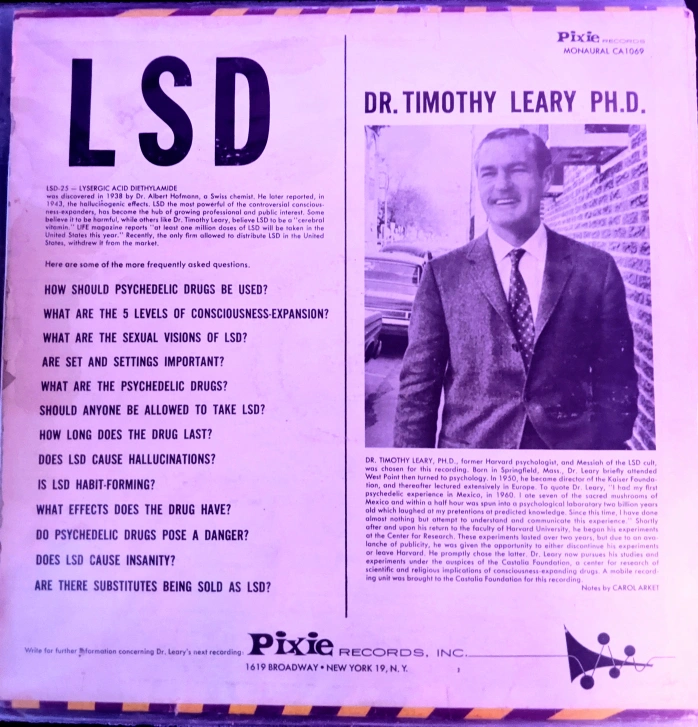 LSD
LSD-25 — LYSERGIC ACID DIETHYLAMIDE
was discovered in 1938 by Dr. Albert Hofmann, a Swiss chemist. He later reported, in
1943, the hallucinogenic effects. LSD the most powerful of the controversial conscious-
ness-expanders, has become the hub of growing professional and public interest. Some
believe it to be harmful, while others like Dr. Timothy Leary, believe LSD to be a "cerebral
vitamin." LIFE magazine reports "at least one million doses of LSD will be taken in the
United States this year." Recently, the only firm allowed to distribute LSD in the United
States, withdrew it from the market.
Here are some of the more frequently asked questions.
HOW SHOULD PSYCHEDELIC DRUGS BE USED?
WHAT ARE THE 5 LEVELS OF CONSCIOUSNESS-EXPANSION?
WHAT ARE THE SEXUAL VISIONS OF LSD?
ARE SET AND SETTINGS IMPORTANT?
WHAT ARE THE PSYCHEDELIC DRUGS?
SHOULD ANYONE BE ALLOWED TO TAKE LSD?
HOW LONG DOES THE DRUG LAST?
DOES LSD CAUSE HALLUCINATIONS?
IS LSD HABIT-FORMING?
WHAT EFFECTS DOES THE DRUG HAVE?
DO PSYCHEDELIC DRUGS POSE A DANGER?
DOES LSD CAUSE INSANITY?
ARE THERE SUBSTITUTES BEING SOLD AS LSD?
Pixie RECORDS
MONAURAL CA1069
DR. TIMOTHY LEARY PH.D.
DR. TIMOTHY LEARY, PH.D., former Harvard psychologist, and Messiah of the LSD cult,
was chosen for this recording. Born in Springfield, Mass., Dr. Leary briefly attended
West Point then turned to psychology. In 1950, he became director of the Kaiser Founda-
tion, and thereafter lectured extensively in Europe. To quote Dr. Leary, "I had my first
psychedelic experience in Mexico, in 1960. I ate seven of the sacred mushrooms of
Mexico and within a half hour was spun into a psychological laboratory two billion years
old which laughed at my pretentions at predicted knowledge. Since this time, I have done
almost nothing but attempt to understand and communicate this experience." Shortly
after and upon his return to the faculty of Harvard University, he began his experiments
at the Center for Research. These experiments lasted over two years, but due to an ava-
lanche of publicity, he was given the opportunity to either discontinue his experiments
or leave Harvard. He promptly chose the latter. Dr. Leary now pursues his studies and
experiments under the auspices of the Castalia Foundation, a center for research of
scientific and religious implications of consciousness-expanding drugs. A mobile record-
ing unit was brought to the Castalia Foundation for this recording.
Notes by CAROL ARKET
Write for further information concerning Dr. Leary's next recording: Pixie RECORDS, INC.
1619 BROADWAY • NEW YORK 19, N. Y.